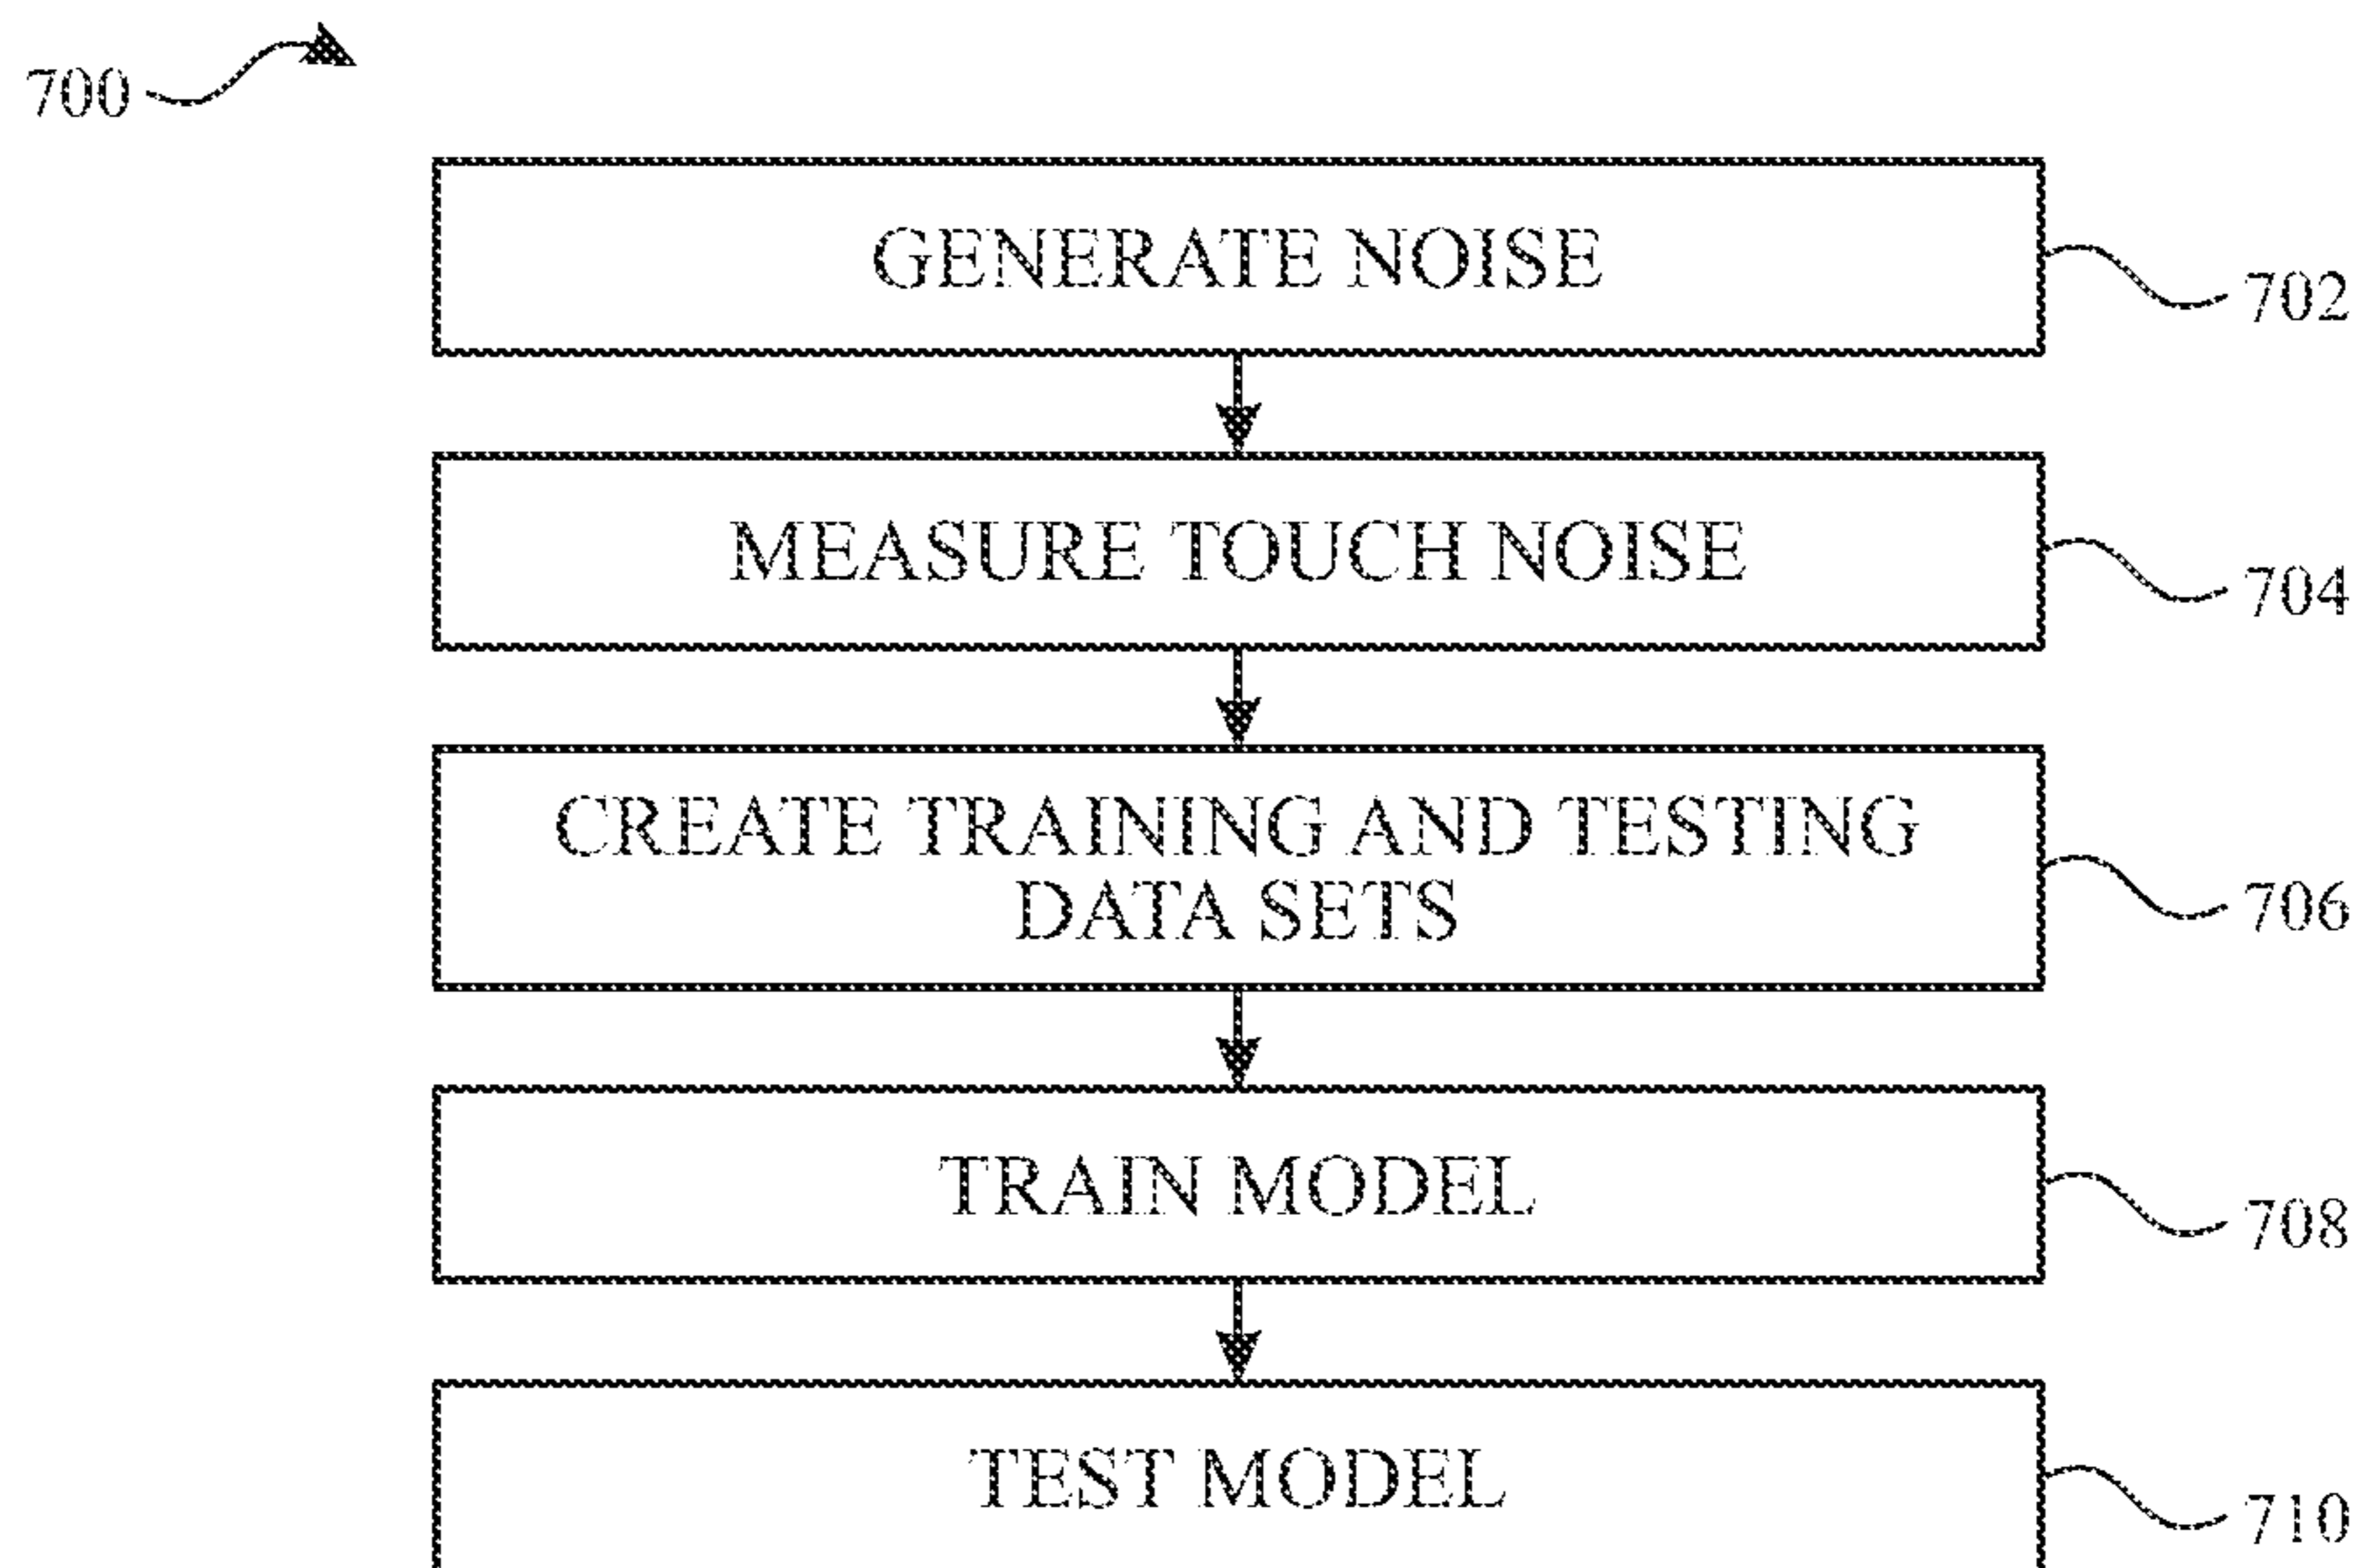 700
GENERATE NOISE
702
MEASURE TOUCH NOISE
704
CREATE TRAINING AND TESTING
DATA SETS
706
TRAIN MODEL
708
TEST MODEL
710